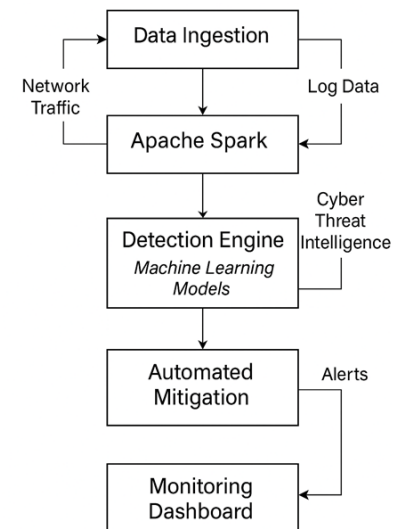 Data Ingestion
Network
Traffic
Log Data
Apache Spark
Cyber
Threat
Intelligence
Detection Engine
Machine Learning
Models
Automated
Mitigation
Alerts
Monitoring
Dashboard